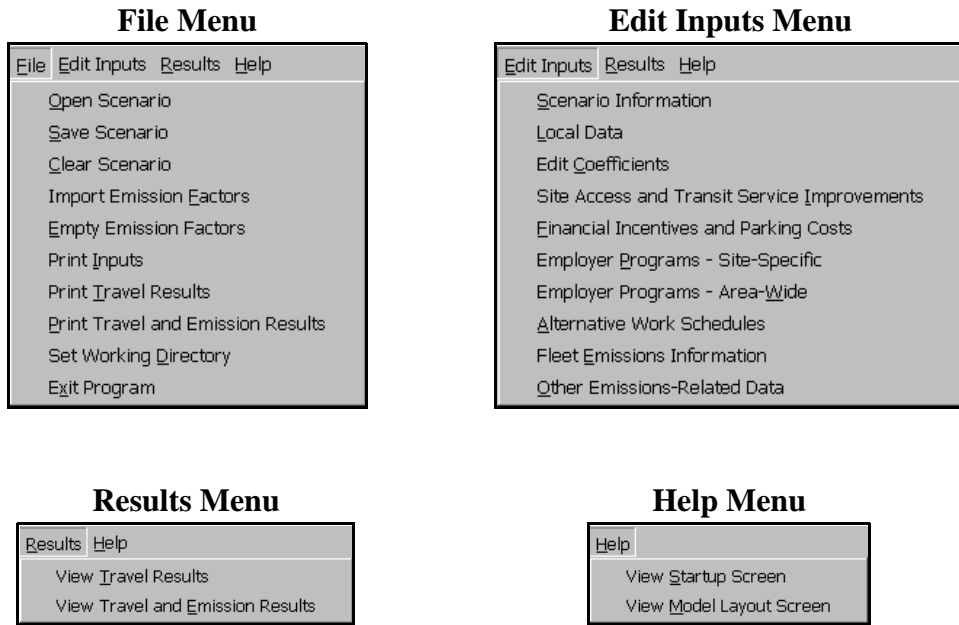 File Menu
File Edit Inputs Results Help
Open Scenario
Save Scenario
Clear Scenario
Import Emission Factors
Empty Emission Factors
Print Inputs
Print Travel Results
Print Travel and Emission Results
Set Working Directory
Exit Program
Edit Inputs Menu
Edit Inputs Results Help
Scenario Information
Local Data
Edit Coefficients
Site Access and Transit Service Improvements
Financial Incentives and Parking Costs
Employer Programs - Site-Specific
Employer Programs - Area-Wide
Alternative Work Schedules
Fleet Emissions Information
Other Emissions-Related Data
Results Menu
Results Help
View Travel Results
View Travel and Emission Results
Help Menu
Help
View Startup Screen
View Model Layout Screen